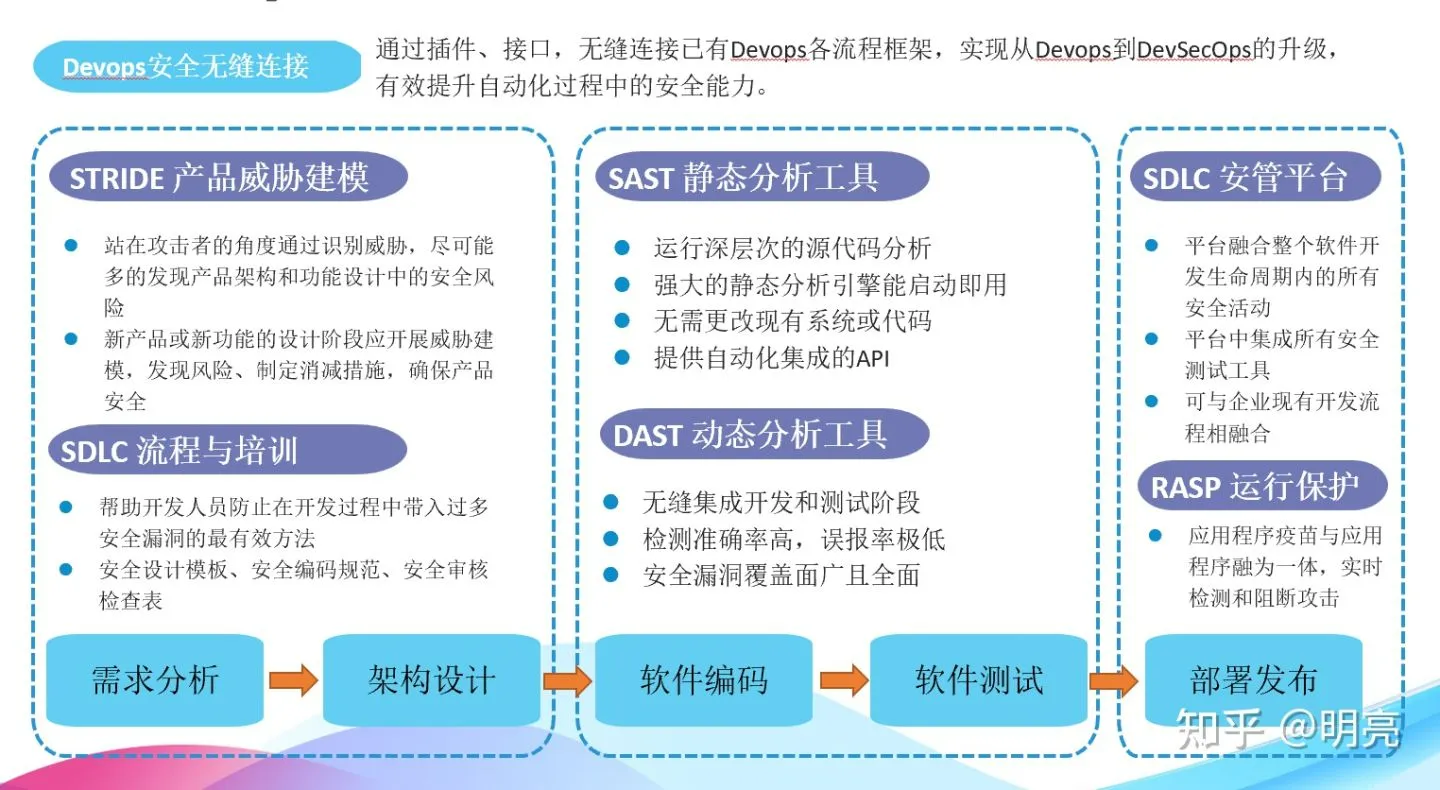 Devops安全无缝连接
通过插件、接口，无缝连接已有Devops各流程框架，实现从Devops到DevSecOps的升级，
有效提升自动化过程中的安全能力。
STRIDE 产品威胁建模
站在攻击者的角度通过识别威胁，尽可能
多的发现产品架构和功能设计中的安全风
险
新产品或新功能的设计阶段应开展威胁建
模，发现风险、制定消减措施，确保产品
安全
SDLC 流程与培训
帮助开发人员防止在开发过程中带入过多
安全漏洞的最有效方法
安全设计模板、安全编码规范、安全审核
检查表
SAST 静态分析工具
运行深层次的源代码分析
强大的静态分析引擎能启动即用
无需更改现有系统或代码
提供自动化集成的API
DAST 动态分析工具
无缝集成开发和测试阶段
检测准确率高，误报率极低
安全漏洞覆盖面广且全面
SDLC 安管平台
平台融合整个软件开
发生命周期内的所有
安全活动
平台中集成所有安全
测试工具
可与企业现有开发流
程相融合
RASP 运行保护
应用程序疫苗与应用
程序融为一体，实时
检测和阻断攻击
需求分析
架构设计
软件编码
软件测试
部署发布
知乎 @明亮